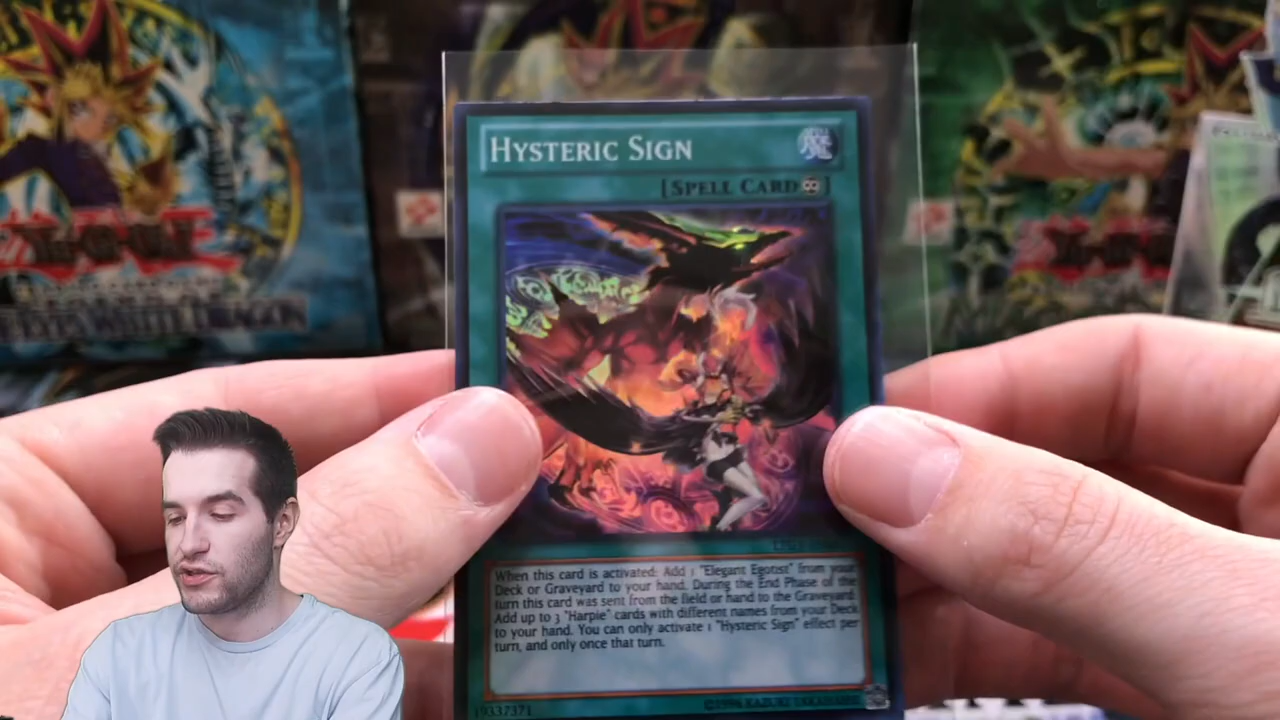 HYSTERIC SIGN
[SPELL CARD ]
When this card is activated: Add 1 "Elegant Egotist" from your
Deck or Graveyard to your hand. During the End Phase of the
turn this card was sent from the field or hand to the Graveyard:
Add up to 3 "Harpie" cards with different names from your Deck
to your hand. You can only activate 1 "Hysteric Sign" effect per
turn, and only once that turn.
19337371
©1996 KAZUKI TAKAHASHI